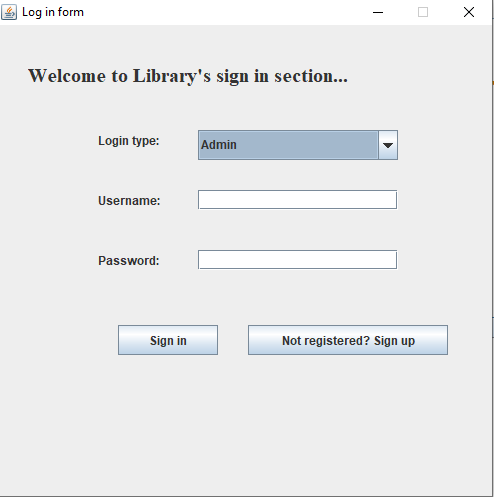 Log in form
Welcome to Library's sign in section...
Login type:
Admin
Username:
Password:
Sign in
Not registered? Sign up